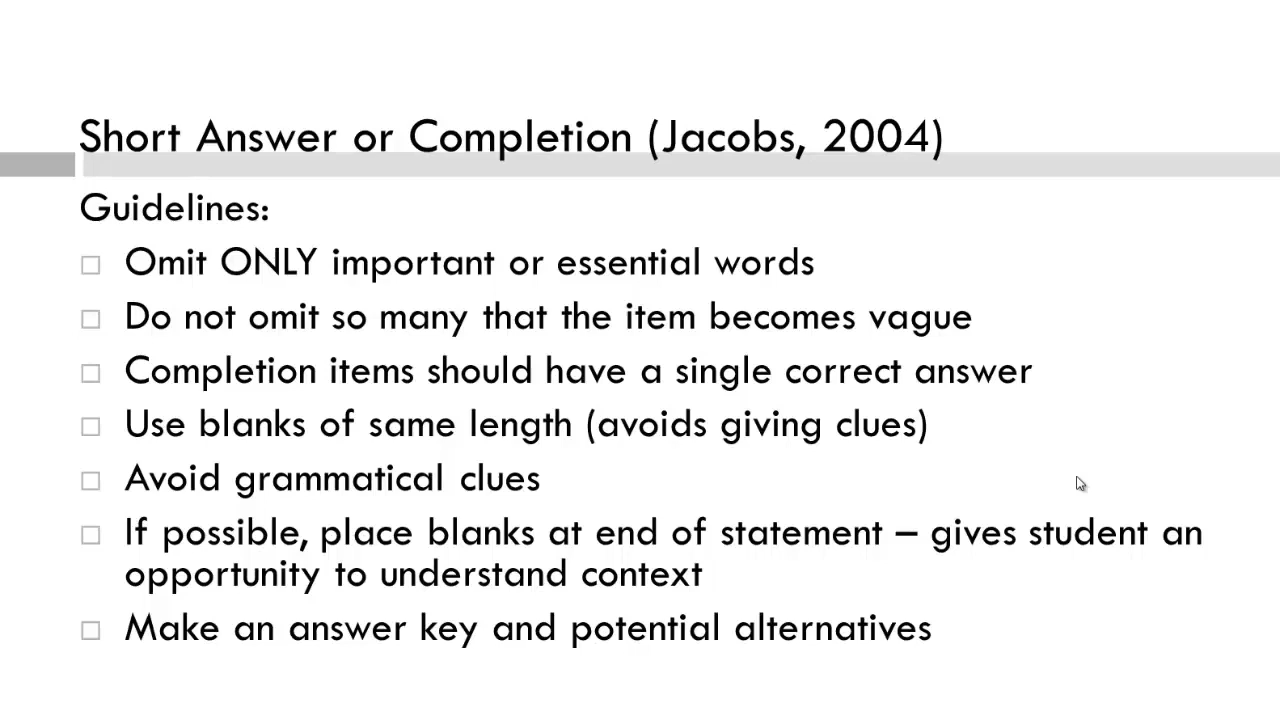 Short Answer or Completion (Jacobs, 2004)
Guidelines:
Omit ONLY important or essential words
Do not omit so many that the item becomes vague
Completion items should have a single correct answer
Use blanks of same length (avoids giving clues)
Avoid grammatical clues
If possible, place blanks at end of statement – gives student an
opportunity to understand context
Make an answer key and potential alternatives